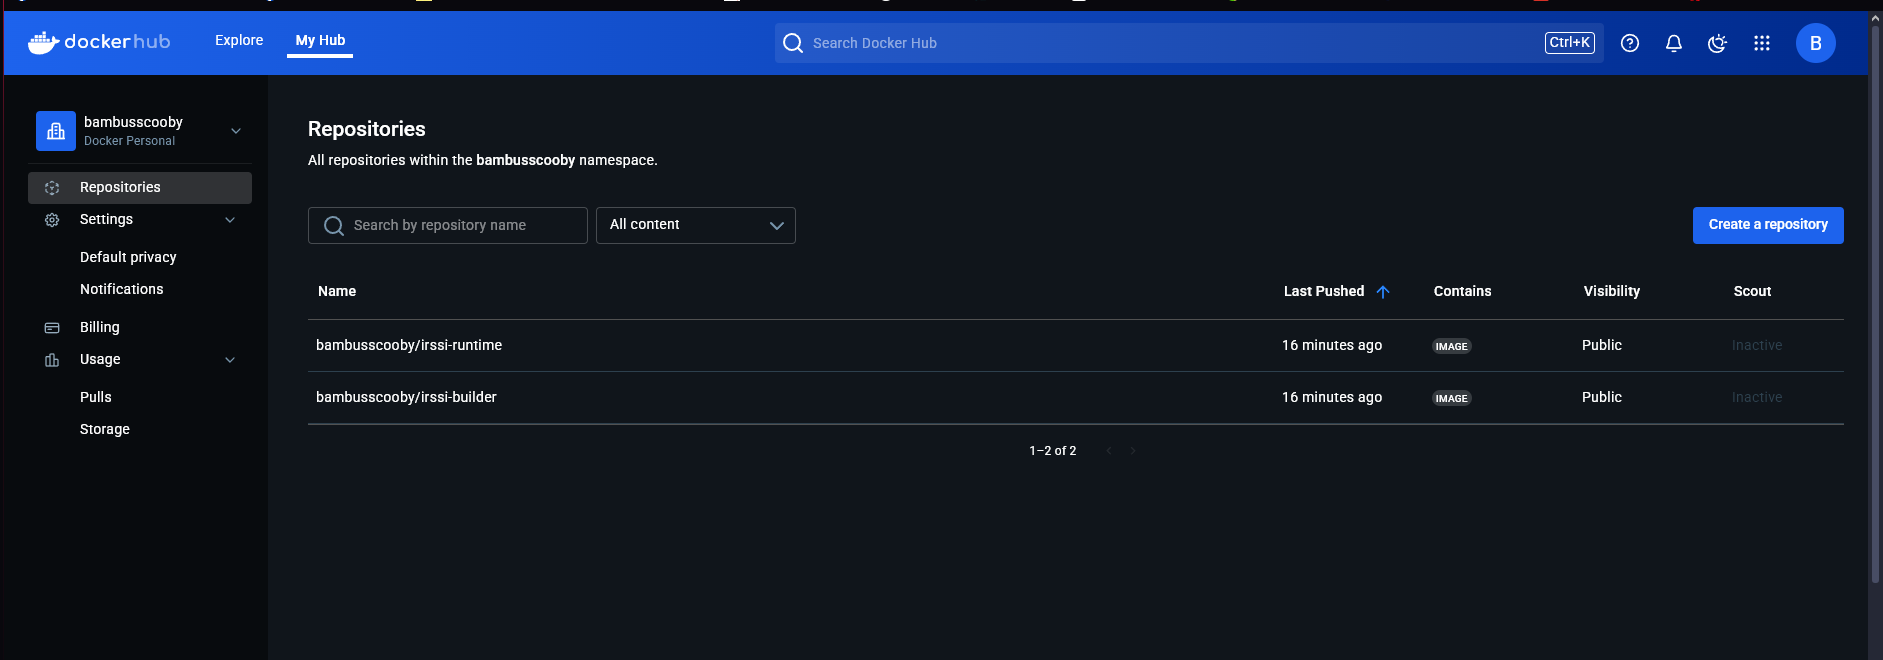 dockerhub
Explore
My Hub
Search Docker Hub
Ctrl+K
B
bambusscooby
Docker Personal
Repositories
Settings
Default privacy
Notifications
Billing
Usage
Pulls
Storage
Repositories
All repositories within the bambusscooby namespace.
Search by repository name
All content
Create a repository
Name Last Pushed Contains Visibility Scout
bambusscooby/irssi-runtime 16 minutes ago IMAGE Public Inactive
bambusscooby/irssi-builder 16 minutes ago IMAGE Public Inactive
1–2 of 2